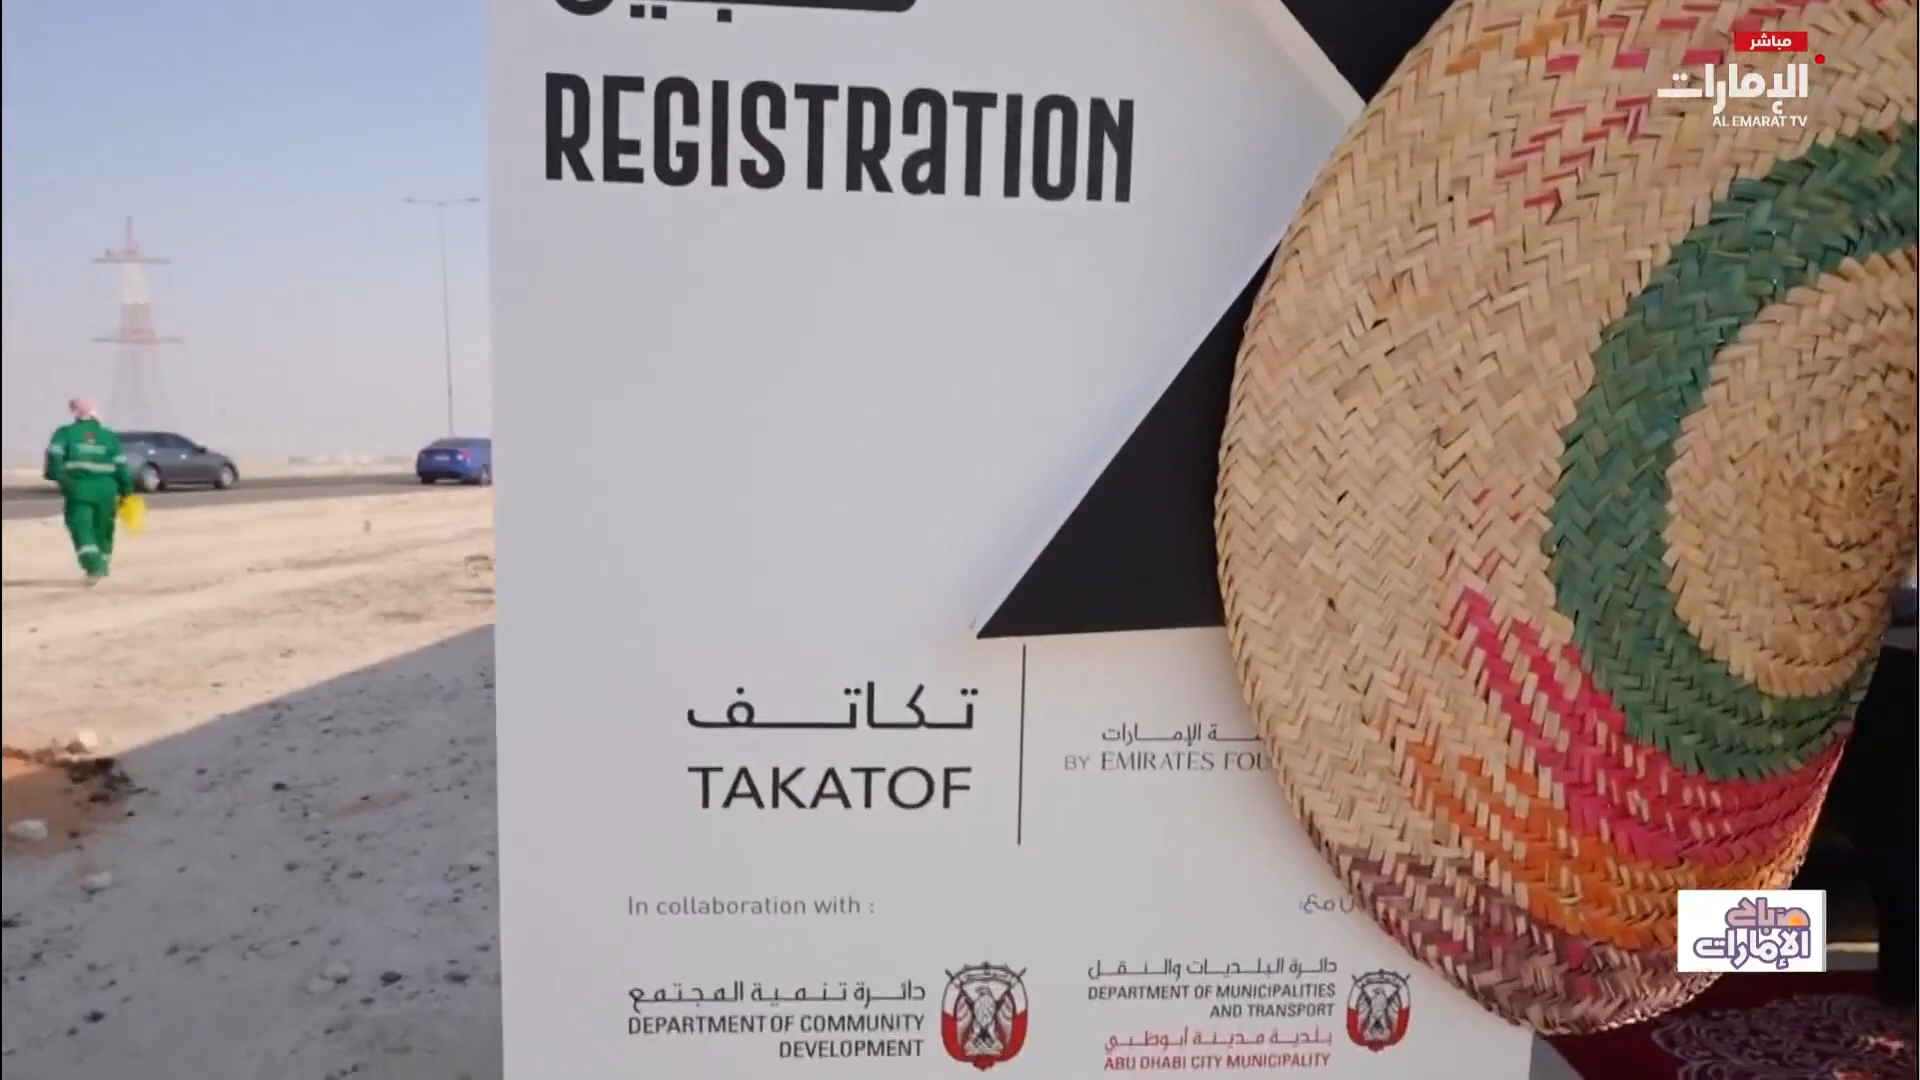 مباشر
الإمارات
AL EMARAT TV
REGISTRATION
تكاتف
TAKATOF
الإمارات
BY EMIRATES
In collaboration with :
دائرة تنمية المجتمع
DEPARTMENT OF COMMUNITY
DEVELOPMENT
دائرة البلديات والنقل
DEPARTMENT OF MUNICIPALITIES
AND TRANSPORT
بلدية مدينة أبوظبي
ABU DHABI CITY MUNICIPALITY
صباح
الإمارات